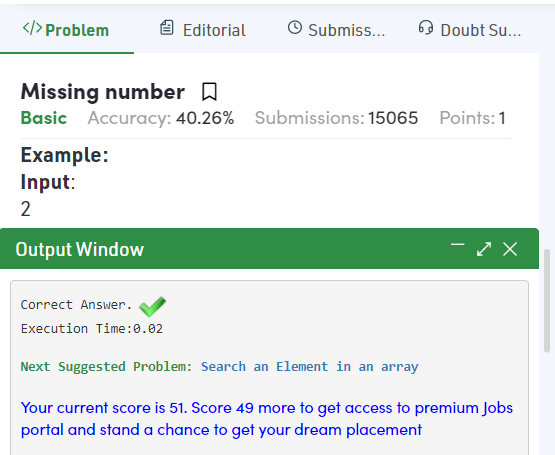 </> Problem Editorial Submiss... Doubt Su...
Missing number
Basic Accuracy: 40.26% Submissions: 15065 Points: 1
Example:
Input:
2
Output Window
Correct Answer.
Execution Time:0.02
Next Suggested Problem: Search an Element in an array
Your current score is 51. Score 49 more to get access to premium Jobs
portal and stand a chance to get your dream placement